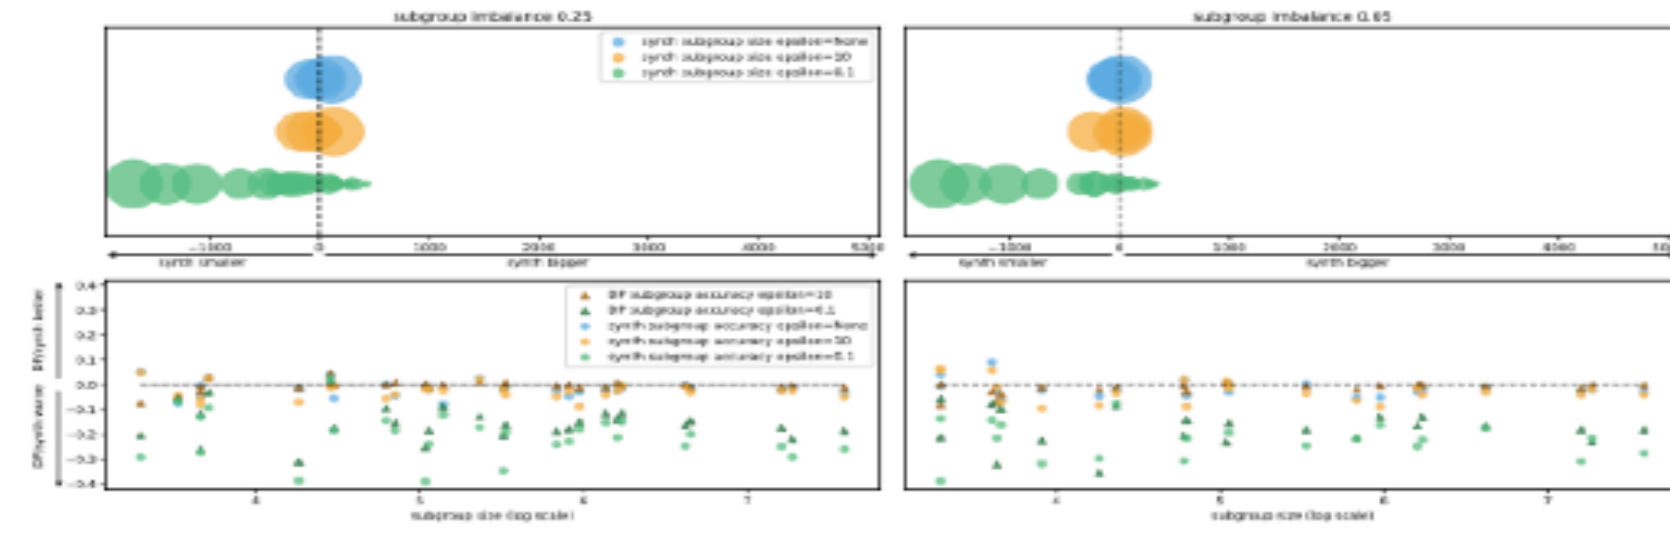 subgroup imbalance 0.25
synth subgroup size epsilon=None
synth subgroup size epsilon=10
synth subgroup size epsilon=0.1
−1000 0 1000 2000 3000 4000 5000
synth smaller synth bigger
subgroup imbalance 0.05
−1000 0 1000 2000 3000 4000
synth smaller synth bigger
0.4
0.3
0.2
0.1
0.0
−0.1
−0.2
−0.3
−0.4
DP/synth worse
DP subgroup accuracy epsilon=10
DP subgroup accuracy epsilon=0.1
synth subgroup accuracy epsilon=None
synth subgroup accuracy epsilon=10
synth subgroup accuracy epsilon=0.1
4 5 6 7
subgroup size (log scale)
4 5 6 7
subgroup size (log scale)